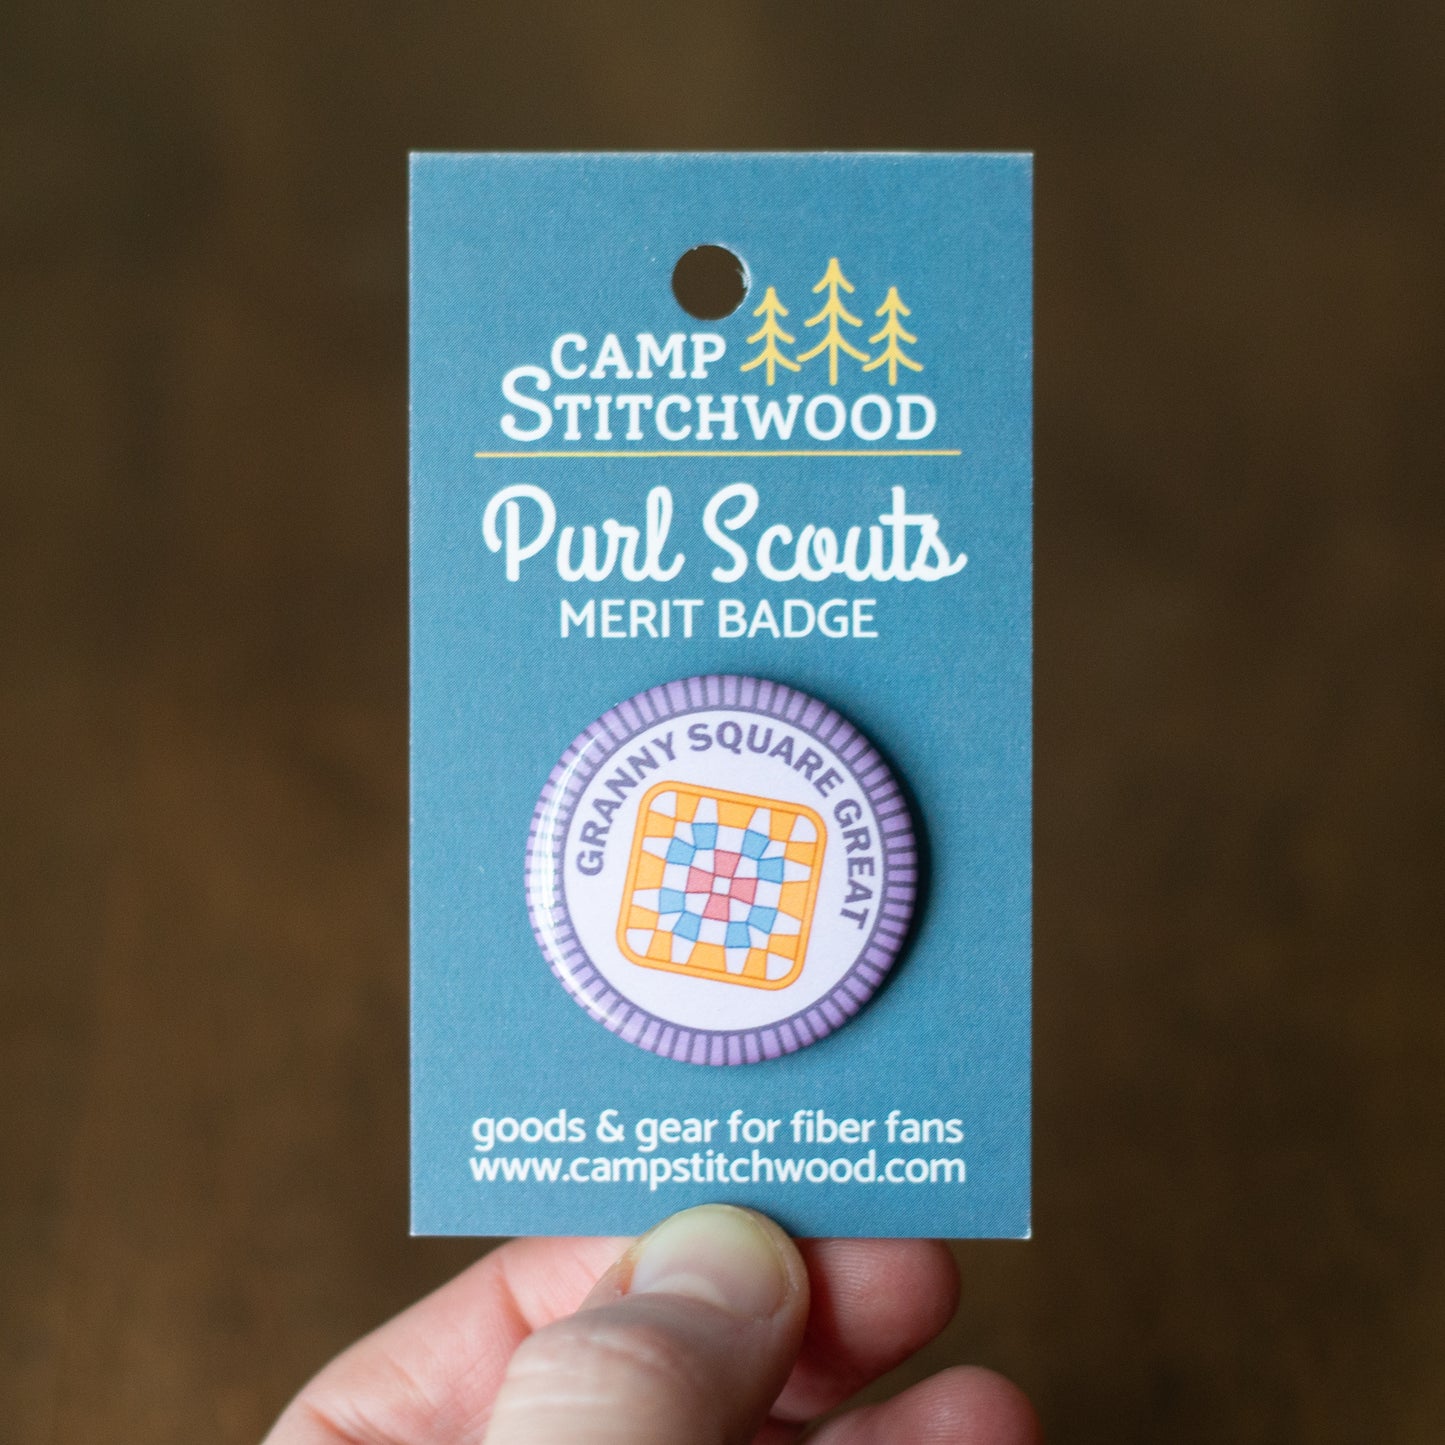 CAMP
STITCHWOOD
Purl Scouts
MERIT BADGE
GRANNY SQUARE GREAT
goods & gear for fiber fans
www.campstitchwood.com